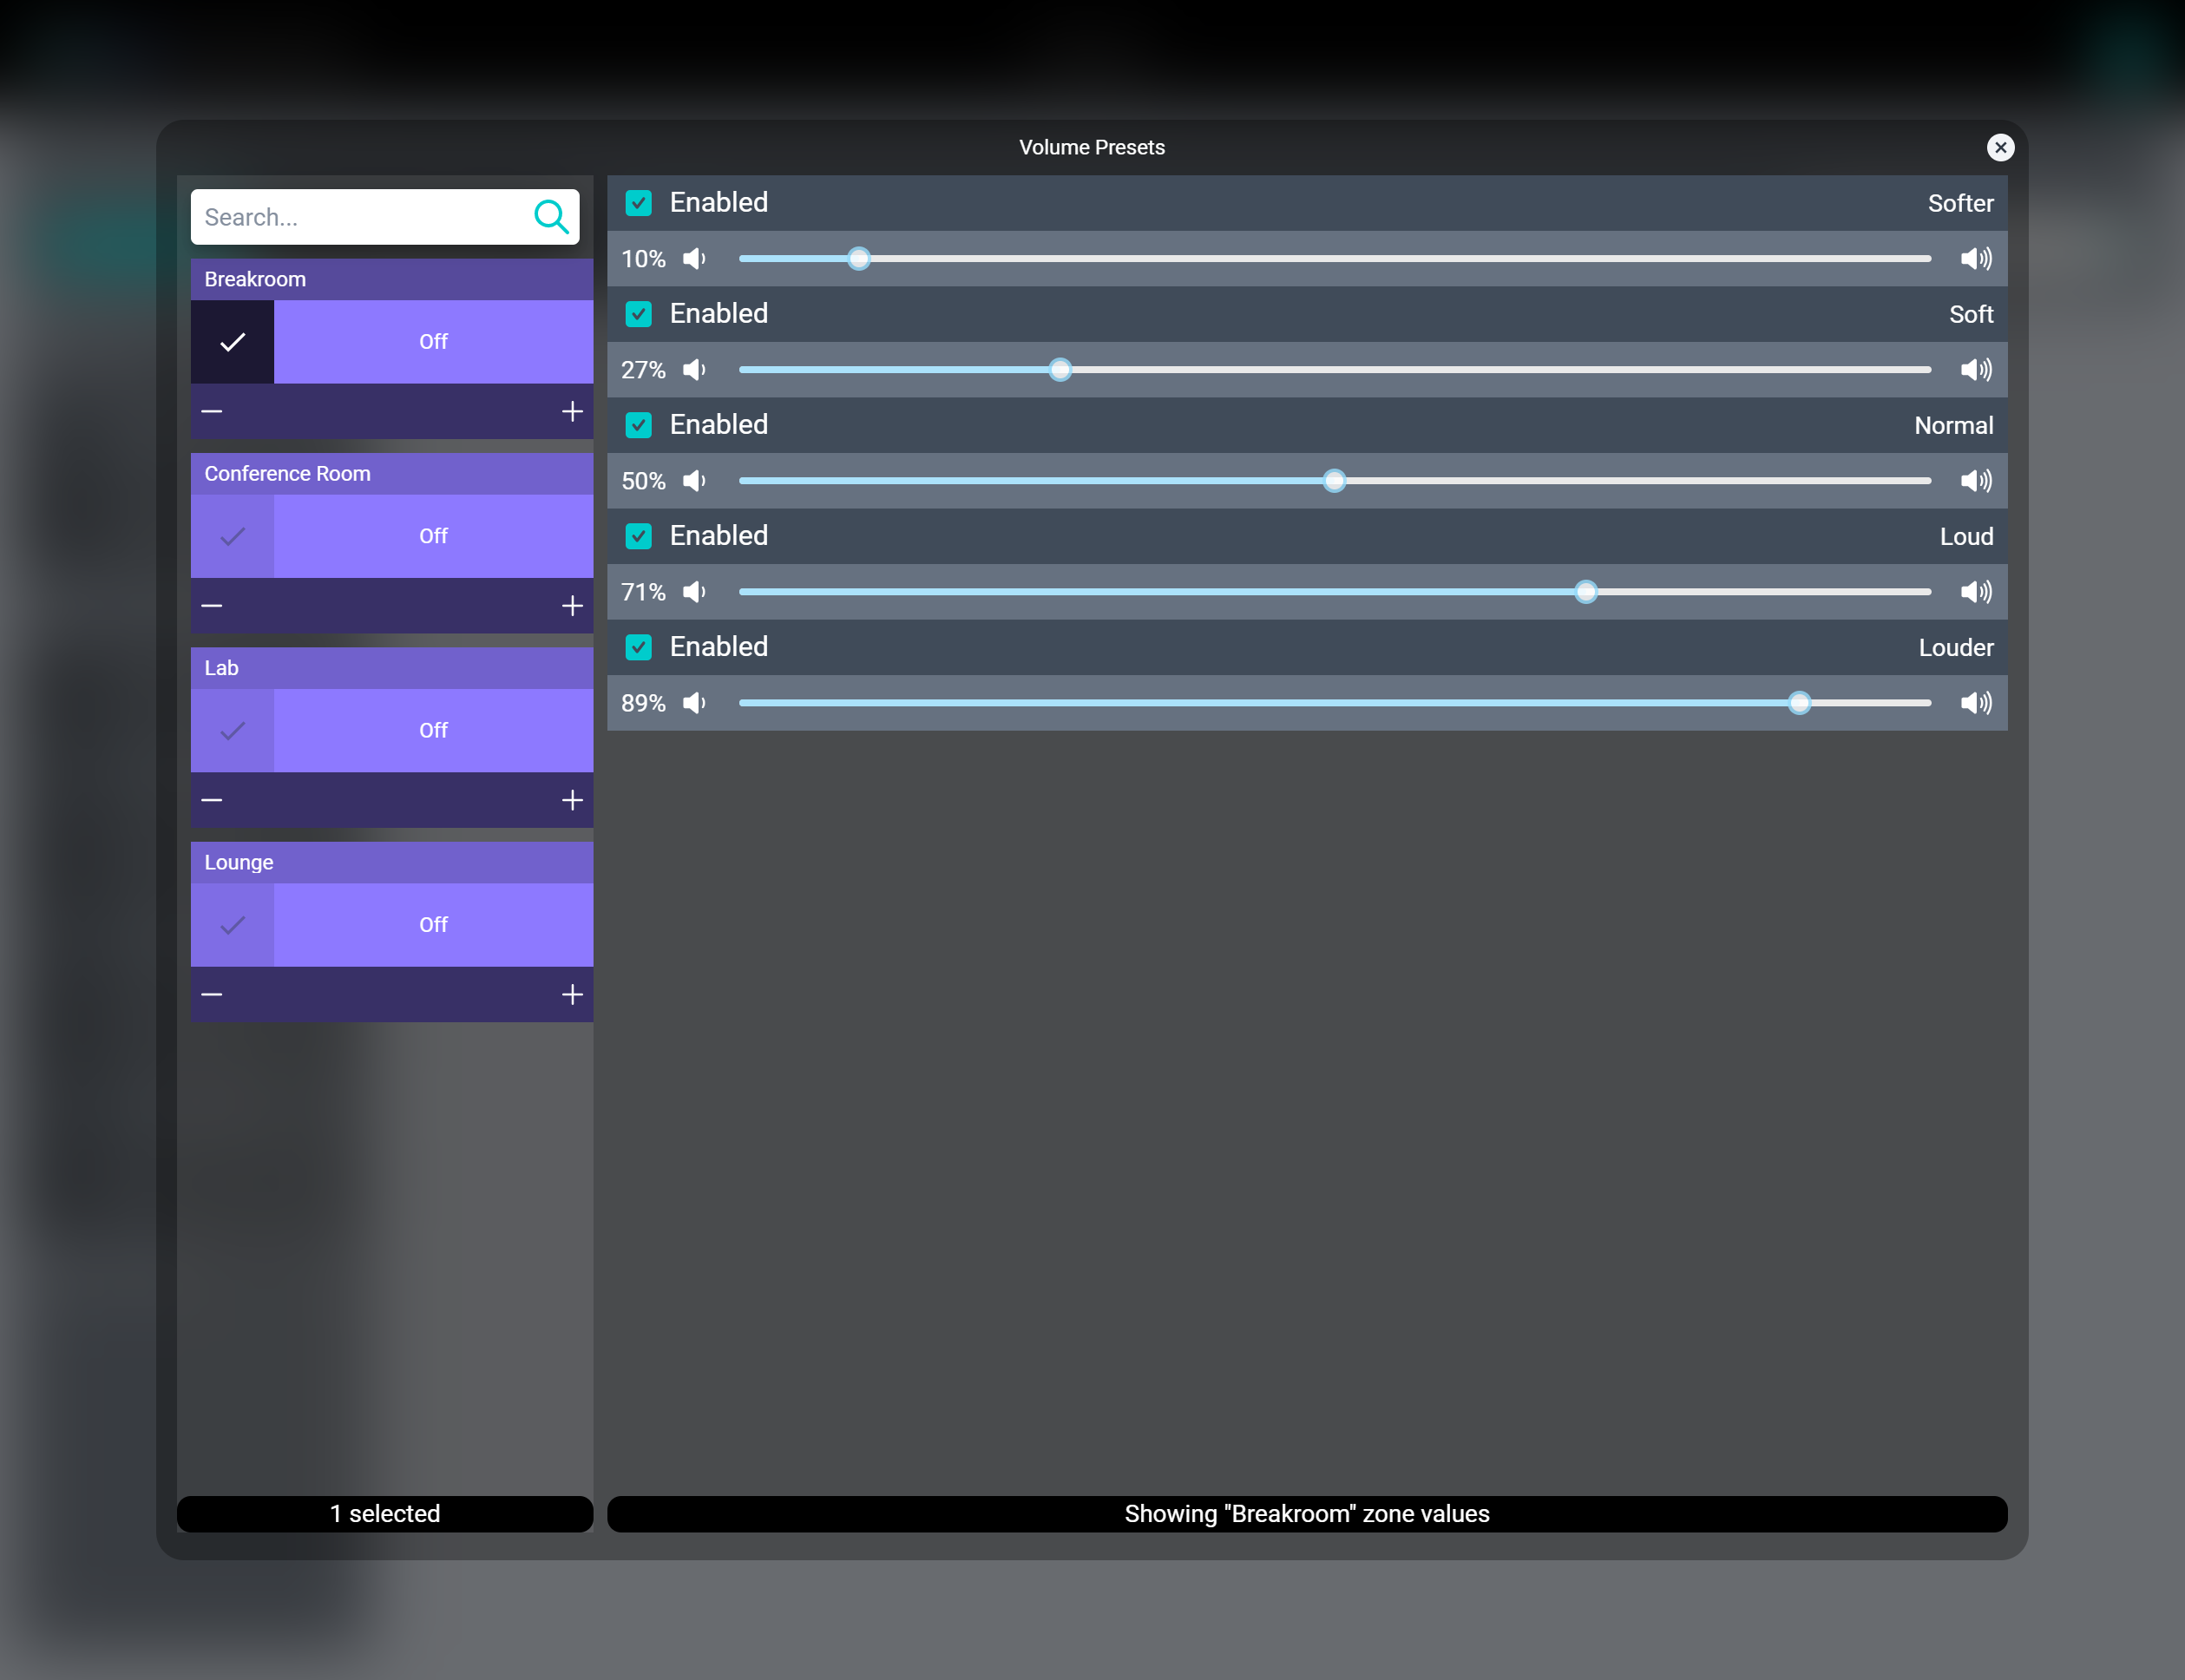 Volume Presets
Search...
Breakroom
Off
Conference Room
Off
Lab
Off
Lounge
Off
1 selected
Enabled
Softer
10%
Enabled
Soft
27%
Enabled
Normal
50%
Enabled
Loud
71%
Enabled
Louder
89%
Showing "Breakroom" zone values